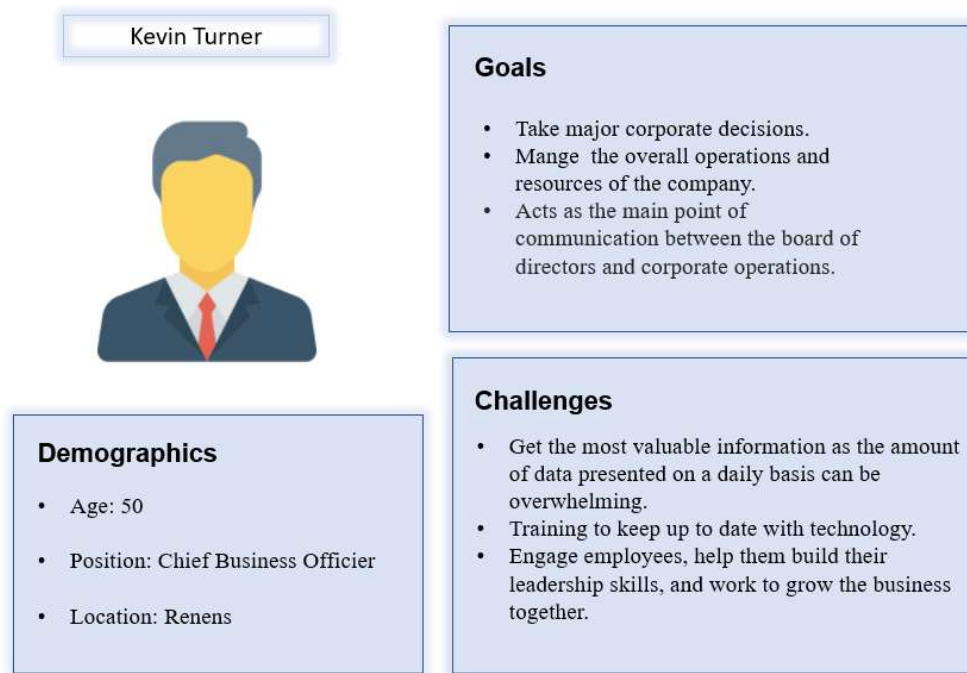 Kevin Turner
Goals
• Take major corporate decisions.
• Mange the overall operations and
resources of the company.
• Acts as the main point of
communication between the board of
directors and corporate operations.
Demographics
• Age: 50
• Position: Chief Business Officier
• Location: Renens
Challenges
• Get the most valuable information as the amount
of data presented on a daily basis can be
overwhelming.
• Training to keep up to date with technology.
• Engage employees, help them build their
leadership skills, and work to grow the business
together.